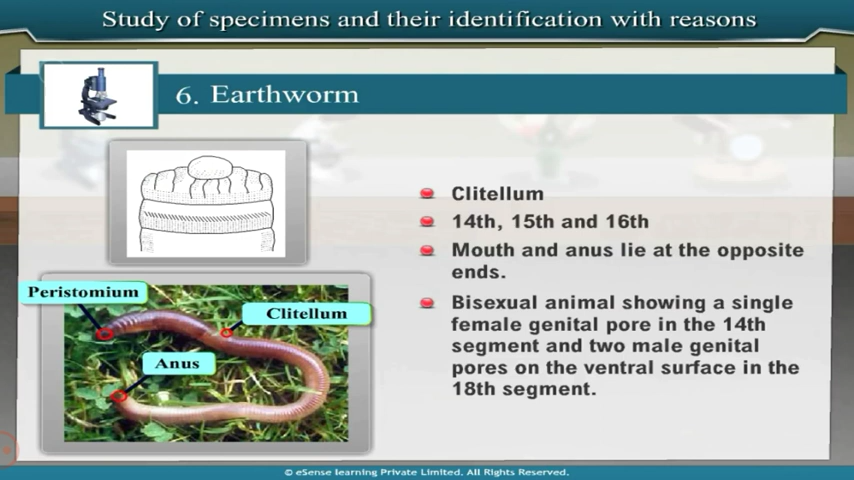 Study of specimens and their identification with reasons
6. Earthworm
Peristomium
Clitellum
Anus
Clitellum
14th, 15th and 16th
Mouth and anus lie at the opposite
ends.
Bisexual animal showing a single
female genital pore in the 14th
segment and two male genital
pores on the ventral surface in the
18th segment.
© eSense learning Private Limited. All Rights Reserved.